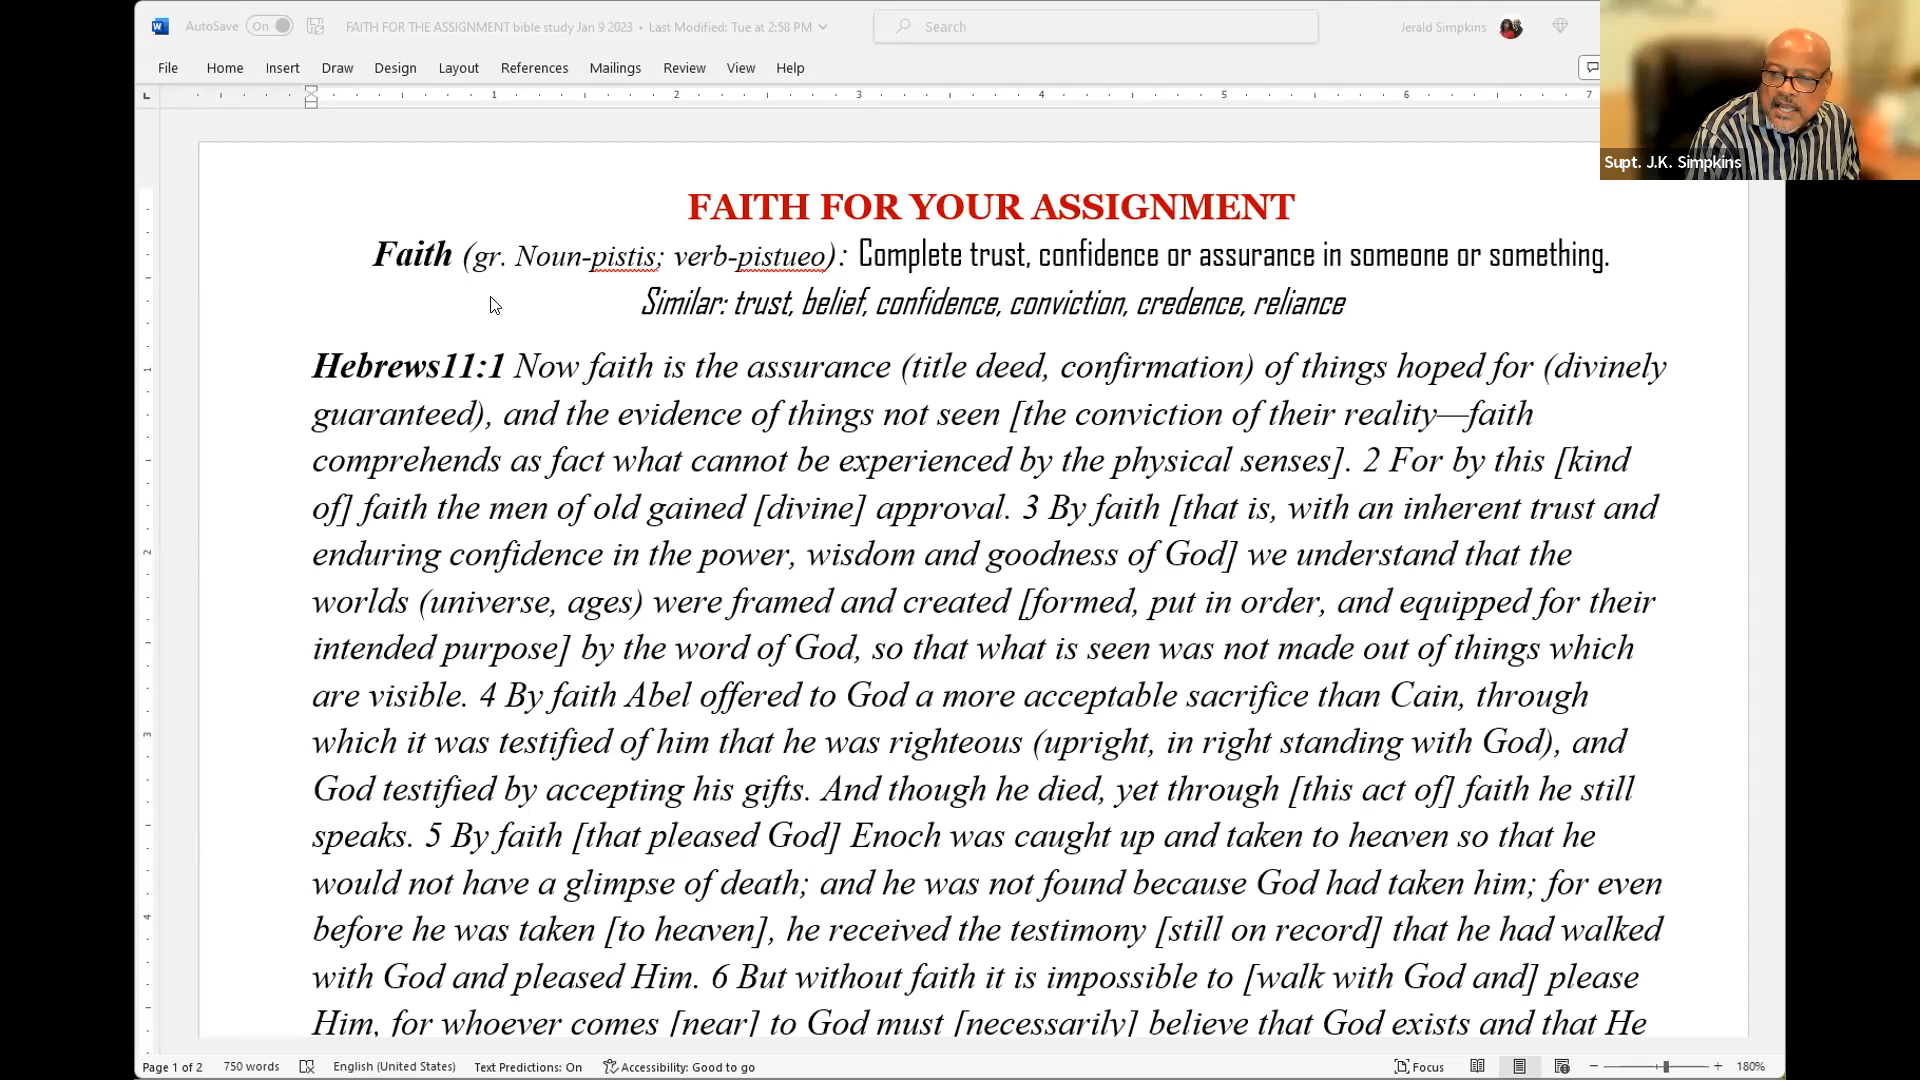 AutoSave On FAITH FOR THE ASSIGNMENT bible study Jan 9 2023 • Last Modified: Tue at 2:58 PM Search Jerald Simpkins
File Home Insert Draw Design Layout References Mailings Review View Help
1 2 3 4 5 6 7
Supt. J.K. Simpkins
FAITH FOR YOUR ASSIGNMENT
Faith (gr. Noun-pistis; verb-pistueo): Complete trust, confidence or assurance in someone or something.
Similar: trust, belief, confidence, conviction, credence, reliance
Hebrews11:1 Now faith is the assurance (title deed, confirmation) of things hoped for (divinely
guaranteed), and the evidence of things not seen [the conviction of their reality—faith
comprehends as fact what cannot be experienced by the physical senses]. 2 For by this [kind
of] faith the men of old gained [divine] approval. 3 By faith [that is, with an inherent trust and
enduring confidence in the power, wisdom and goodness of God] we understand that the
worlds (universe, ages) were framed and created [formed, put in order, and equipped for their
intended purpose] by the word of God, so that what is seen was not made out of things which
are visible. 4 By faith Abel offered to God a more acceptable sacrifice than Cain, through
which it was testified of him that he was righteous (upright, in right standing with God), and
God testified by accepting his gifts. And though he died, yet through [this act of] faith he still
speaks. 5 By faith [that pleased God] Enoch was caught up and taken to heaven so that he
would not have a glimpse of death; and he was not found because God had taken him; for even
before he was taken [to heaven], he received the testimony [still on record] that he had walked
with God and pleased Him. 6 But without faith it is impossible to [walk with God and] please
Him, for whoever comes [near] to God must [necessarily] believe that God exists and that He
1
2
3
4
Page 1 of 2 750 words English (United States) Text Predictions: On Accessibility: Good to go Focus 180%